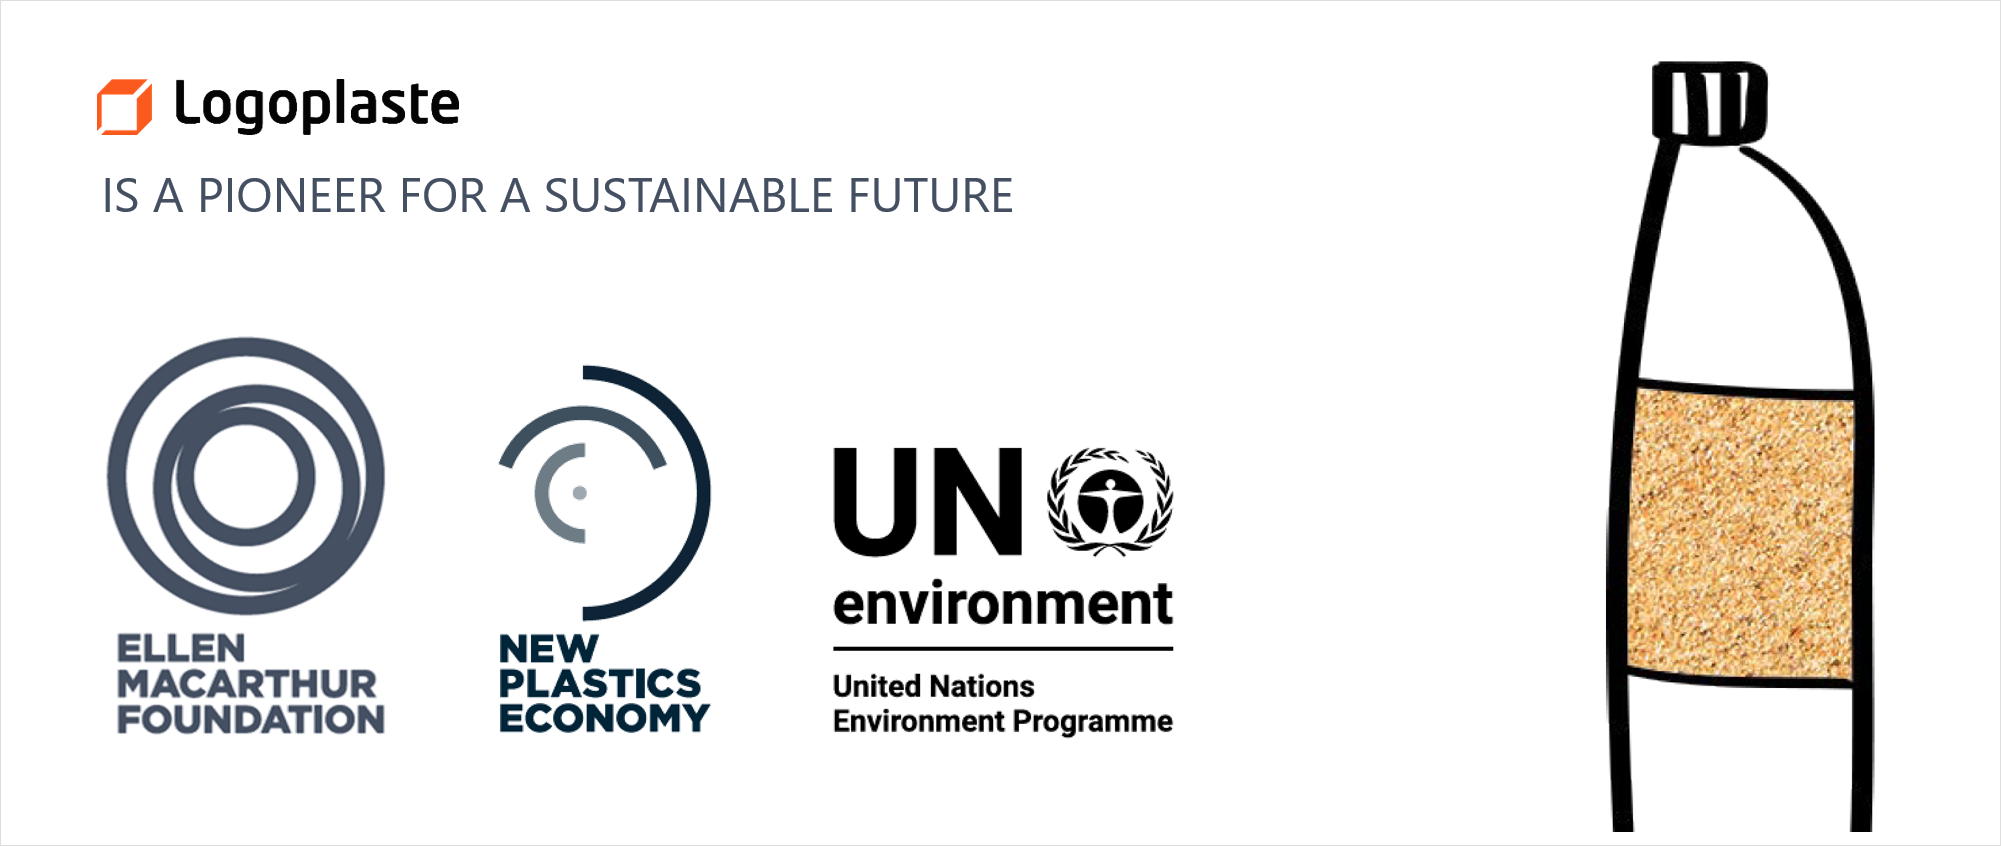 Logoplaste
IS A PIONEER FOR A SUSTAINABLE FUTURE
ELLEN
MACARTHUR
FOUNDATION
NEW
PLASTICS
ECONOMY
UN
environment
United Nations
Environment Programme